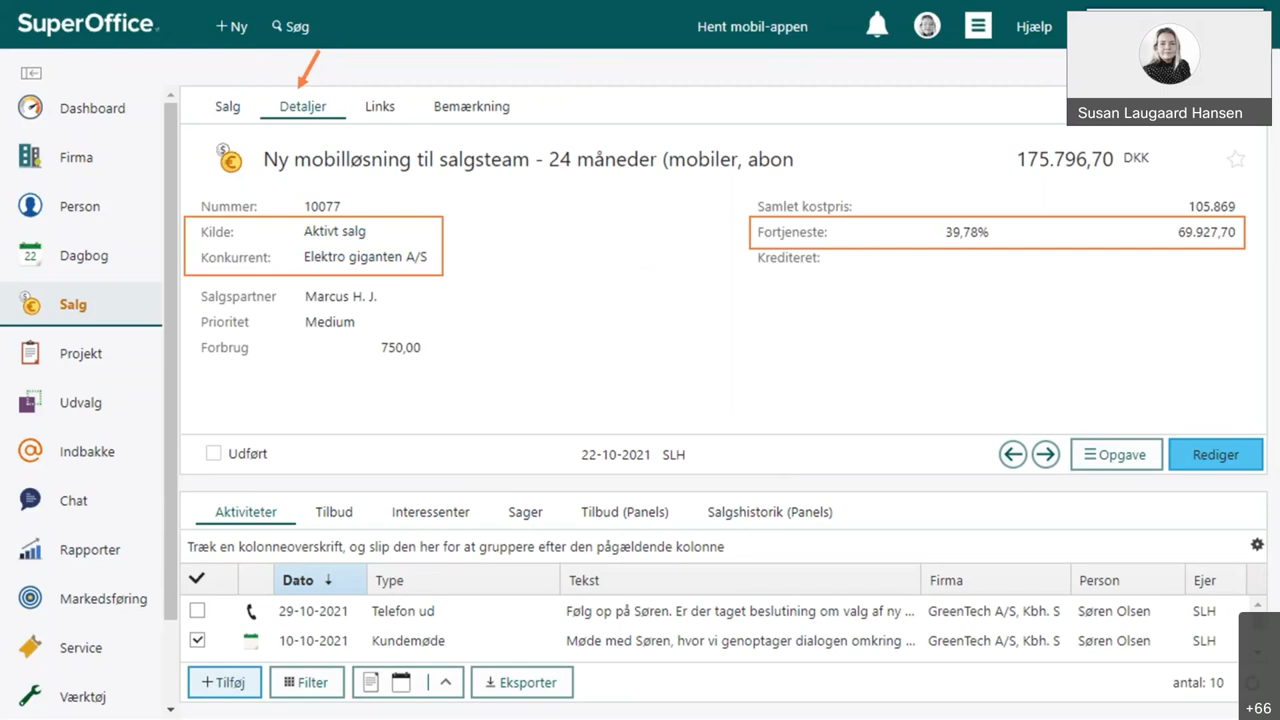 SuperOffice
+ Ny
Søg
Hent mobil-appen
Hjælp
Susan Laugaard Hansen
Dashboard
Firma
Person
22
Dagbog
Salg
Projekt
Udvalg
Indbakke
Chat
Rapporter
Markedsføring
Service
Værktøj
Salg Detaljer Links Bemærkning
Ny mobilløsning til salgsteam - 24 måneder (mobiler, abon
175.796,70 DKK
Nummer: 10077
Kilde: Aktivt salg
Konkurrent: Elektro giganten A/S
Salgspartner Marcus H. J.
Prioritet Medium
Forbrug 750,00
Samlet kostpris: 105.869
Fortjeneste: 39,78% 69.927,70
Krediteret:
Udført
22-10-2021 SLH
Opgave
Rediger
Aktiviteter Tilbud Interessenter Sager Tilbud (Panels) Salgshistorik (Panels)
Træk en kolonneoverskrift, og slip den her for at gruppere efter den pågældende kolonne
Dato ↓ Type Tekst Firma Person Ejer
29-10-2021 Telefon ud Følg op på Søren. Er der taget beslutning om valg af ny ... GreenTech A/S, Kbh. S Søren Olsen SLH
10-10-2021 Kundemøde Møde med Søren, hvor vi genoptager dialogen omkring ... GreenTech A/S, Kbh. S Søren Olsen SLH
+ Tilføj
Filter
Eksporter
antal: 10
+66